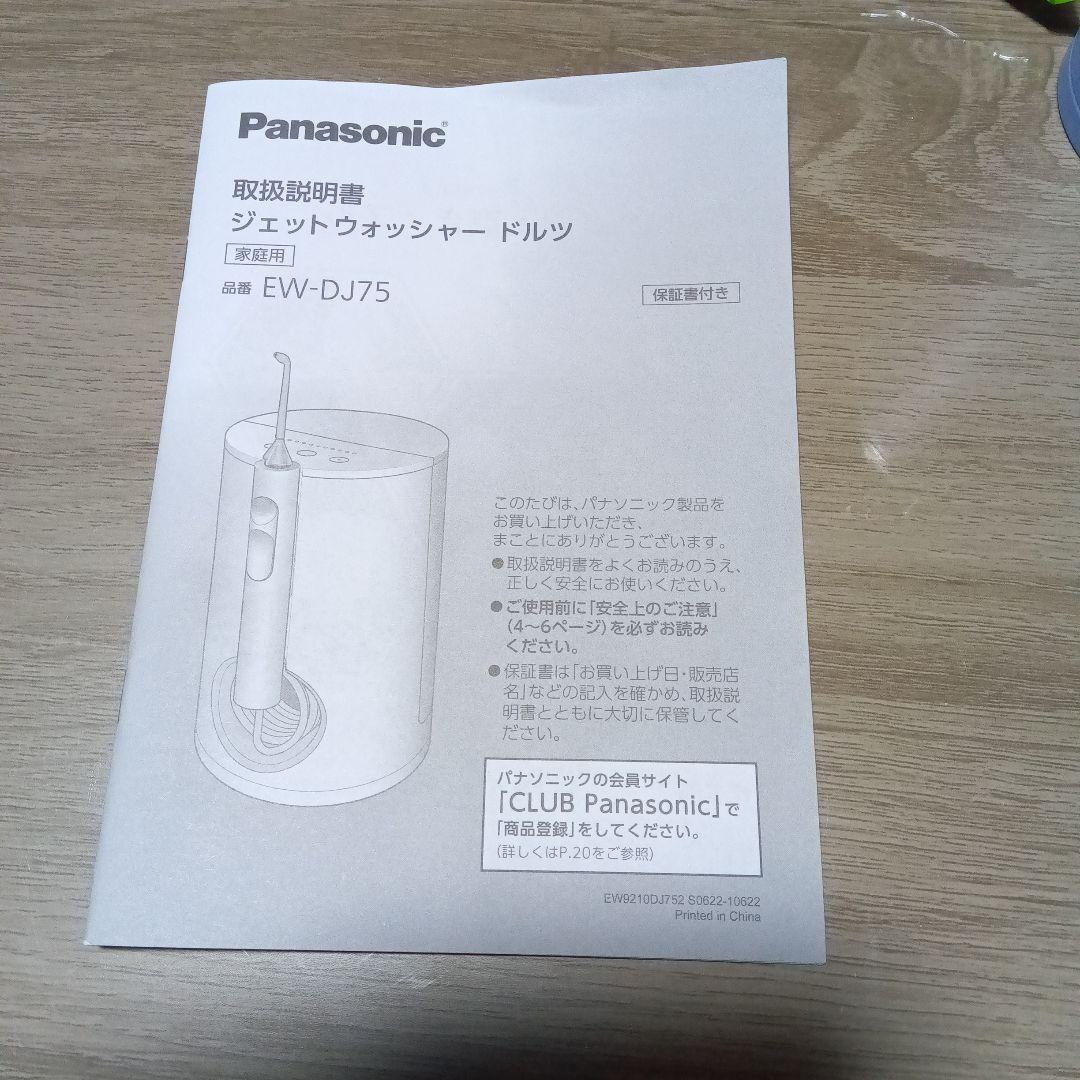 Panasonic®
取扱説明書
ジェットウォッシャー ドルツ
家庭用
品番 EW-DJ75
保証書付き
このたびは、パナソニック製品を
お買い上げいただき、
まことにありがとうございます。
●取扱説明書をよくお読みのうえ、
正しく安全にお使いください。
●ご使用前に「安全上のご注意」
(4〜6ページ)を必ずお読み
ください。
●保証書は「お買い上げ日・販売店
名」などの記入を確かめ、取扱説
明書とともに大切に保管してく
ださい。
パナソニックの会員サイト
「CLUB Panasonic」で
「商品登録」をしてください。
(詳しくはP.20をご参照)
EW9210DJ752 S0622-10622
Printed in China